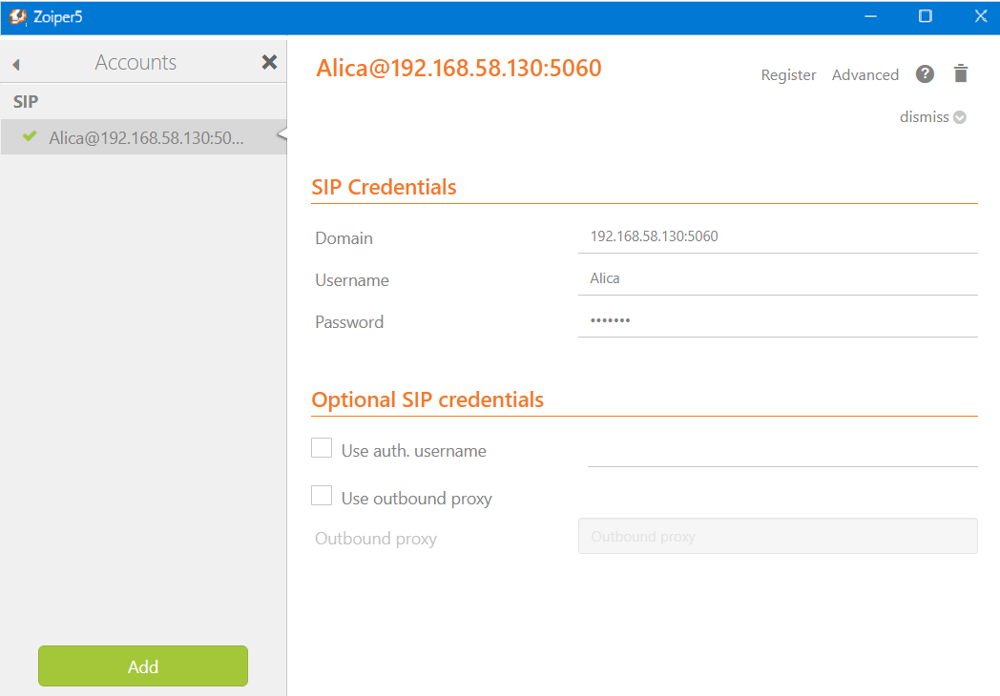 Zoiper5
Accounts
SIP
Alica@192.168.58.130:50...
Alica@192.168.58.130:5060
Register Advanced
dismiss
SIP Credentials
Domain 192.168.58.130:5060
Username Alica
Password •••••••
Optional SIP credentials
Use auth. username
Use outbound proxy
Outbound proxy Outbound proxy
Add